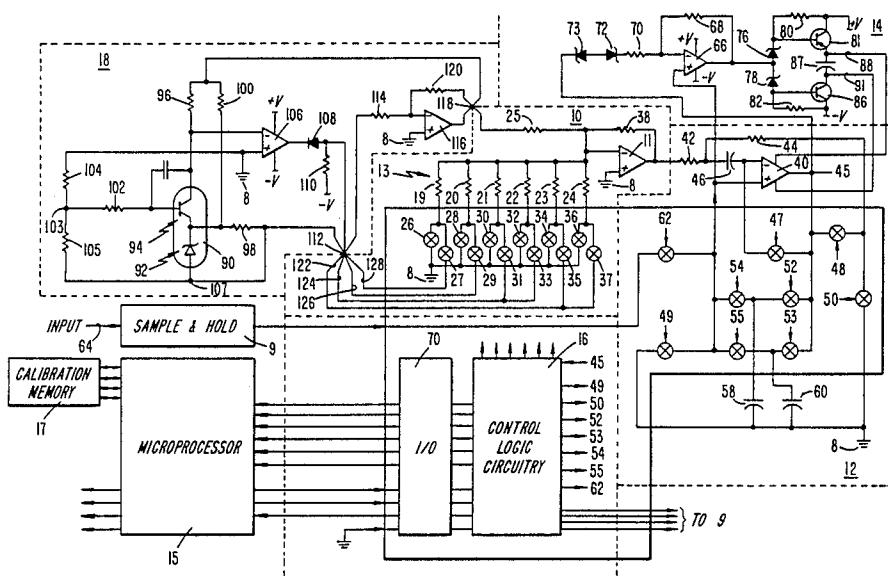 73 72 70 68 80 +V 14
18 +V 66 76 81
96 100 120 -V 87 88
118 78 91
+V 106 108 114 25 10 38 82 86
116 -V
104 8 11 42 44
-V 110 8 13 8 46 40 45
102 19 20 21 22 23 24
103 112 62 47
105 94 98 122 128 26 28 30 32 34 36
92 90 124 54 52 48
107 126 8 27 29 31 33 35 37
INPUT SAMPLE & HOLD 49 55 53 50
64 9
70 16
CALIBRATION MEMORY 45
17 49 58 60
MICROPROCESSOR I/O CONTROL LOGIC CIRCUITRY 50
52
53 8
54 12
55
62
15 TO 9